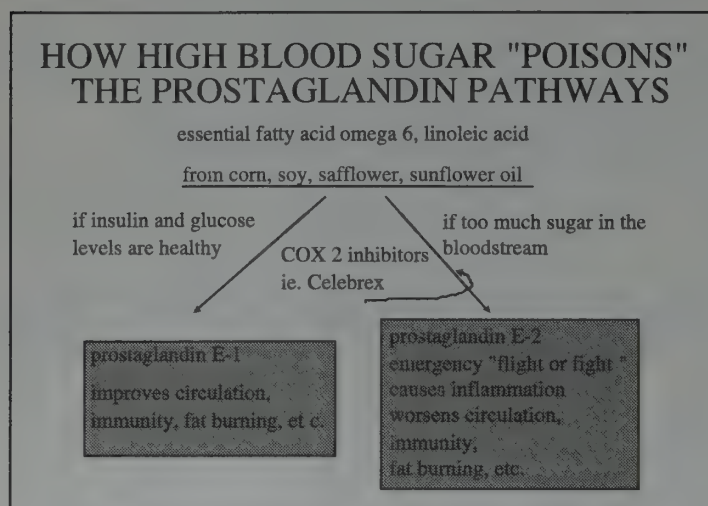 HOW HIGH BLOOD SUGAR "POISONS"
THE PROSTAGLANDIN PATHWAYS
essential fatty acid omega 6, linoleic acid
from corn, soy, safflower, sunflower oil
if insulin and glucose
levels are healthy
if too much sugar in the
bloodstream
COX 2 inhibitors
ie. Celebrex
prostaglandin E-1
improves circulation,
immunity, fat burning, et c.
prostaglandin E-2
emergency "flight or fight "
causes inflammation
worsens circulation,
immunity,
fat burning, etc.